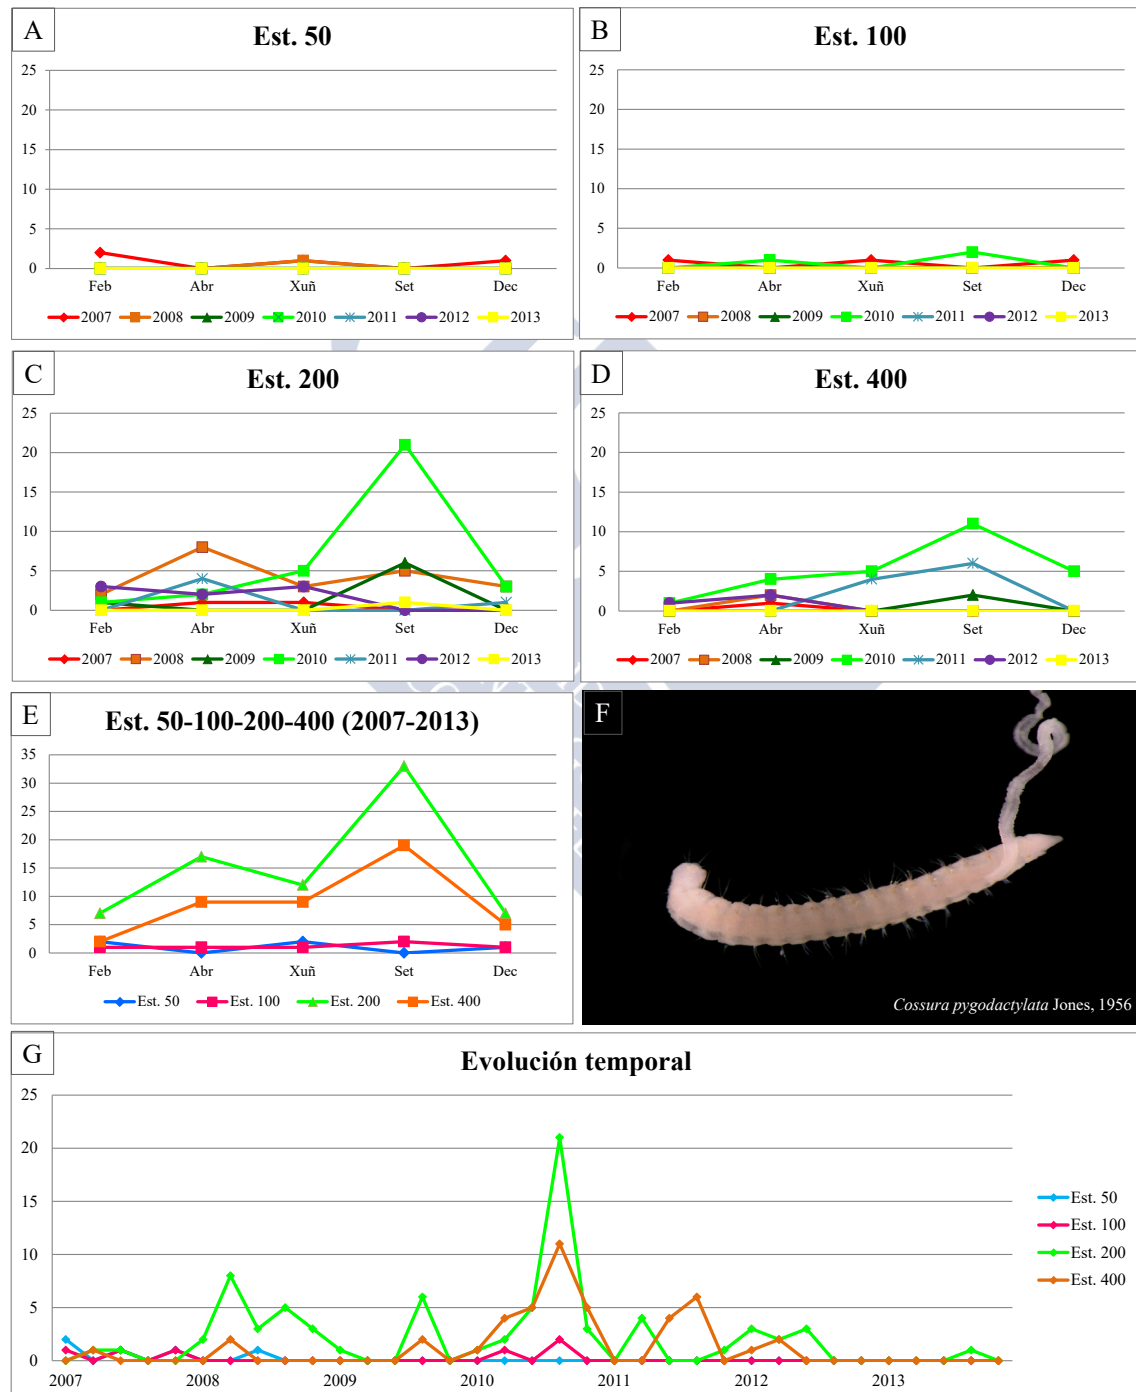 A
Est. 50
25
20
15
10
5
0
Feb Abr Xuñ Set Dec
2007 2008 2009 2010 2011 2012 2013
B
Est. 100
25
20
15
10
5
0
Feb Abr Xuñ Set Dec
2007 2008 2009 2010 2011 2012 2013
C
Est. 200
25
20
15
10
5
0
Feb Abr Xuñ Set Dec
2007 2008 2009 2010 2011 2012 2013
D
Est. 400
25
20
15
10
5
0
Feb Abr Xuñ Set Dec
2007 2008 2009 2010 2011 2012 2013
E
Est. 50-100-200-400 (2007-2013)
35
30
25
20
15
10
5
0
Feb Abr Xuñ Set Dec
Est. 50 Est. 100 Est. 200 Est. 400
F
Cossura pygodactylata Jones, 1956
G
Evolución temporal
25
20
15
10
5
0
2007 2008 2009 2010 2011 2012 2013
Est. 50
Est. 100
Est. 200
Est. 400